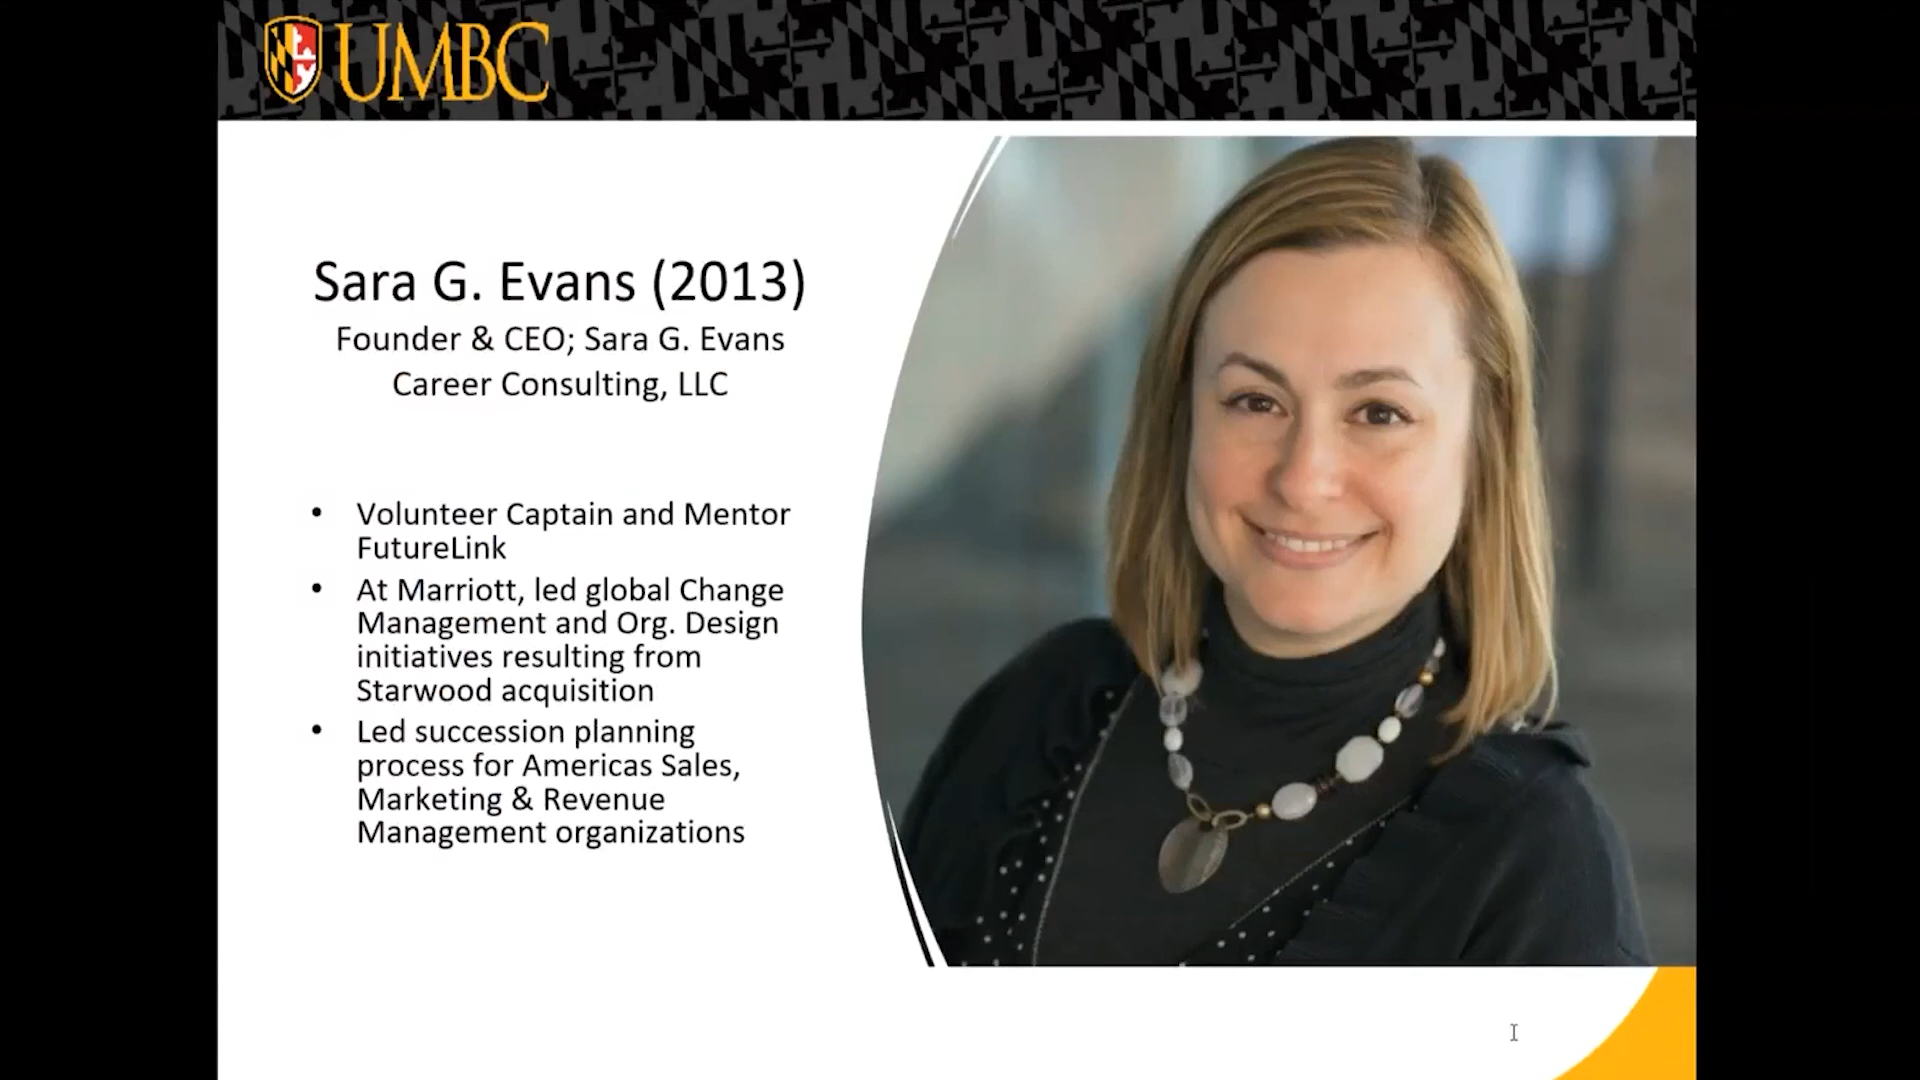 UMBC
Sara G. Evans (2013)
Founder & CEO; Sara G. Evans
Career Consulting, LLC
• Volunteer Captain and Mentor
FutureLink
• At Marriott, led global Change
Management and Org. Design
initiatives resulting from
Starwood acquisition
• Led succession planning
process for Americas Sales,
Marketing & Revenue
Management organizations